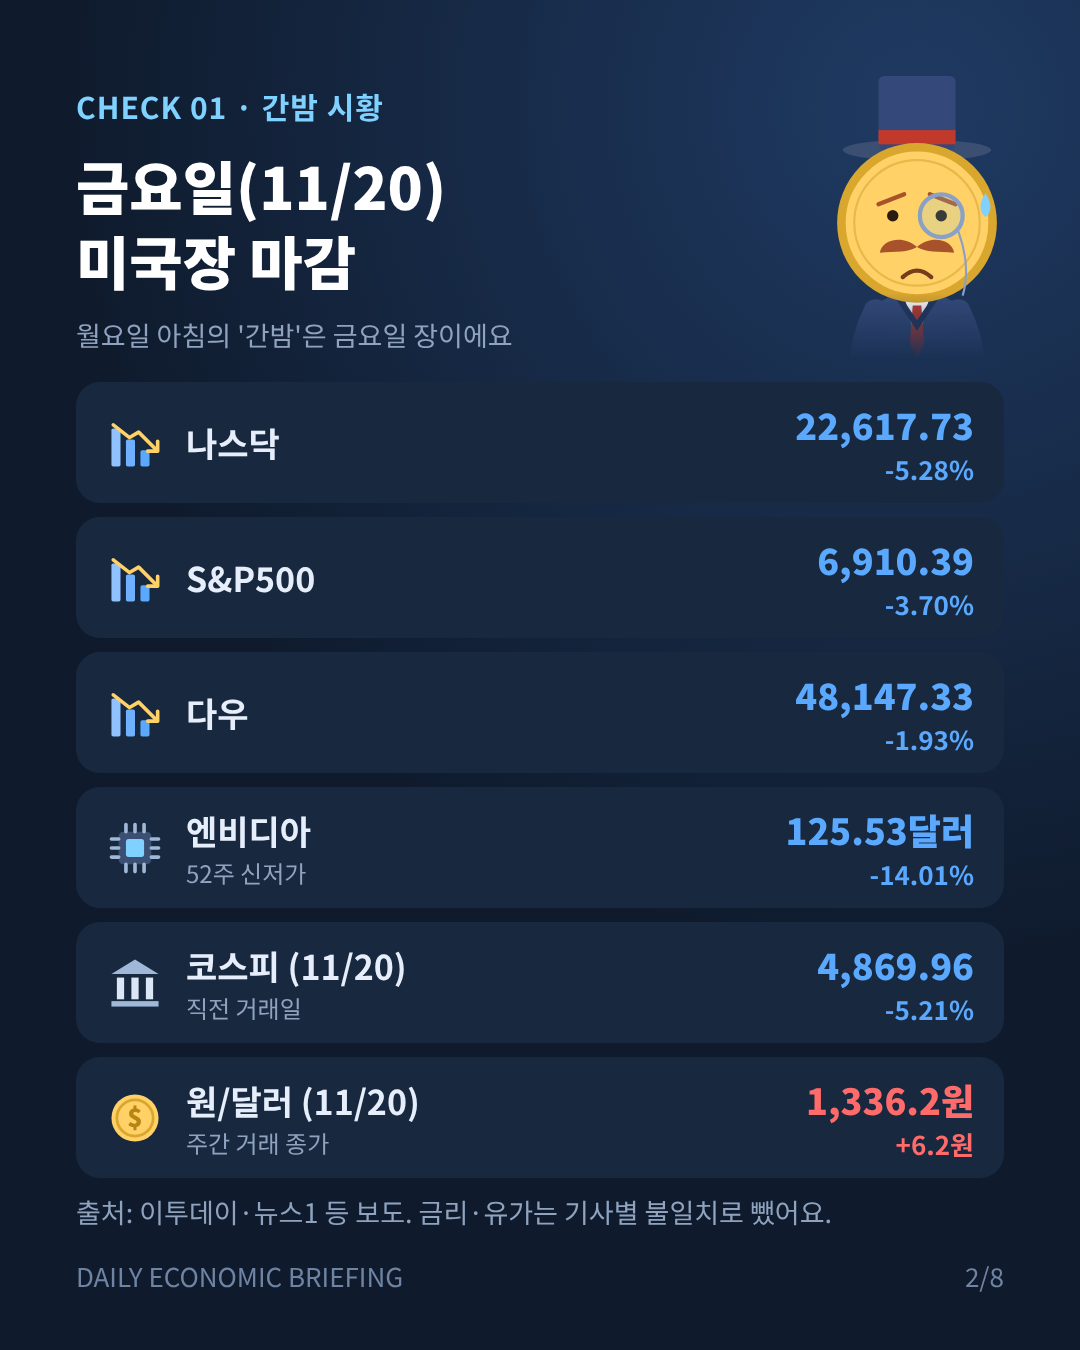 CHECK 01 · 간밤 시황
금요일(11/20)
미국장 마감
월요일 아침의 '간밤'은 금요일 장이에요
나스닥
22,617.73
-5.28%
S&P500
6,910.39
-3.70%
다우
48,147.33
-1.93%
엔비디아
52주 신저가
125.53달러
-14.01%
코스피 (11/20)
직전 거래일
4,869.96
-5.21%
원/달러 (11/20)
주간 거래 종가
1,336.2원
+6.2원
$
출처: 이투데이·뉴스1 등 보도. 금리·유가는 기사별 불일치로 뺐어요.
DAILY ECONOMIC BRIEFING
2/8